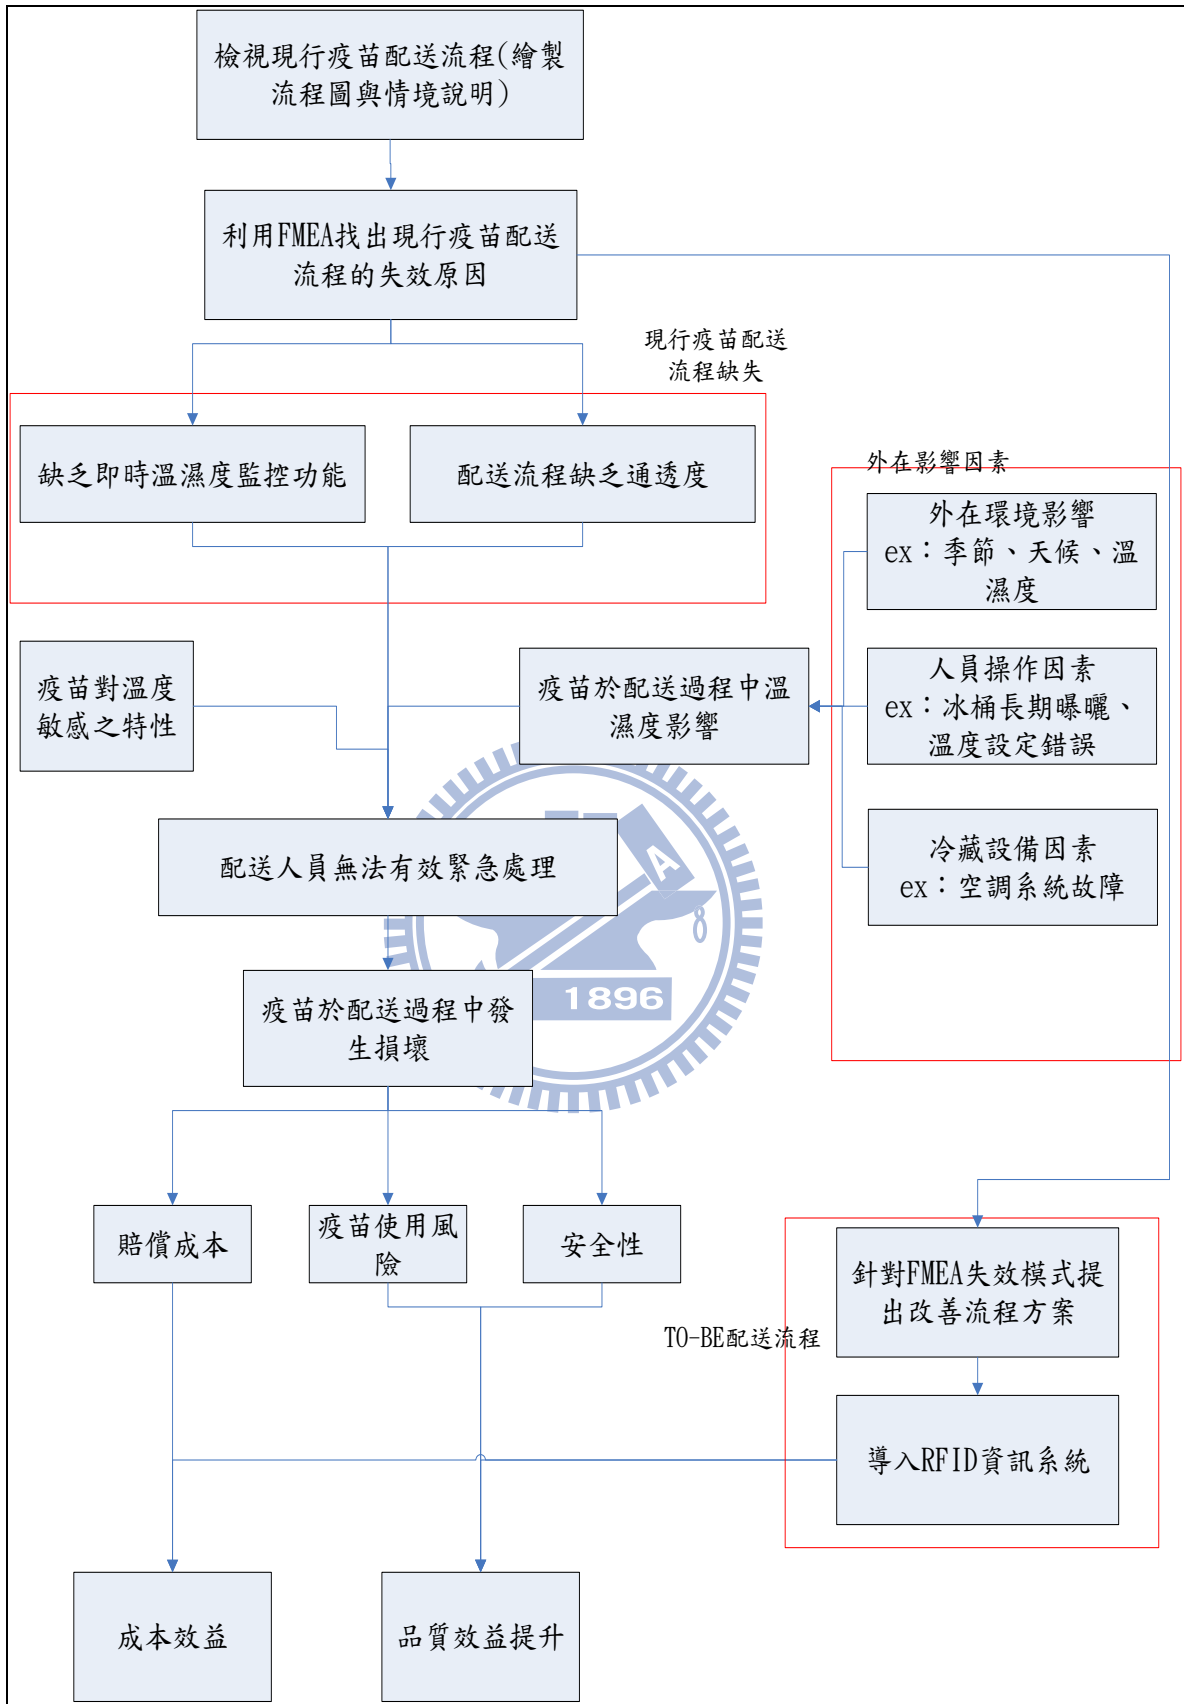 檢視現行疫苗配送流程(繪製
流程圖與情境說明)
利用FMEA找出現行疫苗配送
流程的失效原因
現行疫苗配送
流程缺失
缺乏即時溫濕度監控功能
配送流程缺乏通透度
外在影響因素
外在環境影響
ex：季節、天候、溫
濕度
疫苗對溫度
敏感之特性
疫苗於配送過程中溫
濕度影響
人員操作因素
ex：冰桶長期曝曬、
溫度設定錯誤
配送人員無法有效緊急處理
冷藏設備因素
ex：空調系統故障
A
8
1896
疫苗於配送過程中發
生損壞
賠償成本
疫苗使用風
險
安全性
針對FMEA失效模式提
出改善流程方案
TO-BE配送流程
導入RFID資訊系統
成本效益
品質效益提升